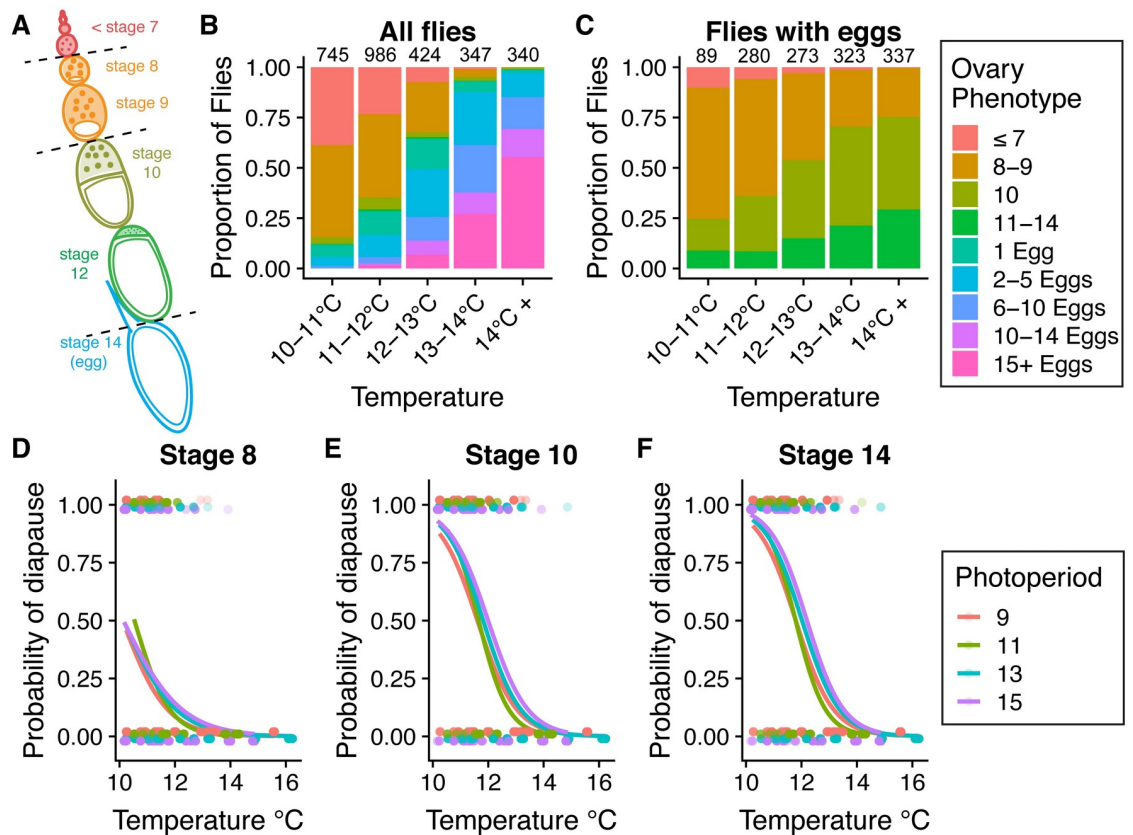 A
< stage 7
stage 8
stage 9
stage
10
stage
12
stage 14
(egg)
B
All flies
745 986 424 347 340
Proportion of Flies
1.00
0.75
0.50
0.25
0.00
10–11°C
11–12°C
12–13°C
13–14°C
14°C +
Temperature
C
Flies with eggs
89 280 273 323 337
Proportion of Flies
1.00
0.75
0.50
0.25
0.00
10–11°C
11–12°C
12–13°C
13–14°C
14°C +
Temperature
Ovary
Phenotype
≤ 7
8–9
10
11–14
1 Egg
2–5 Eggs
6–10 Eggs
10–14 Eggs
15+ Eggs
D
Stage 8
Probability of diapause
1.00
0.75
0.50
0.25
0.00
10 12 14 16
Temperature °C
E
Stage 10
Probability of diapause
1.00
0.75
0.50
0.25
0.00
10 12 14 16
Temperature °C
F
Stage 14
Probability of diapause
1.00
0.75
0.50
0.25
0.00
10 12 14 16
Temperature °C
Photoperiod
9
11
13
15